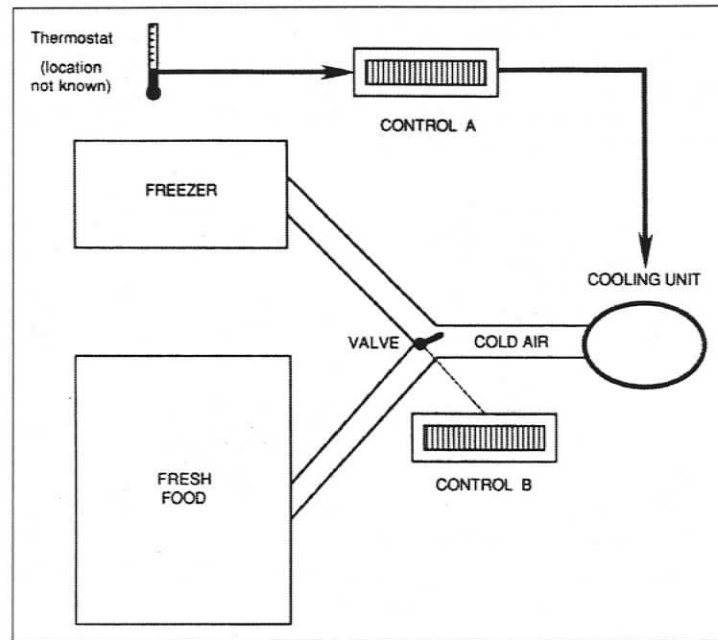 Thermostat
(location
not known)
CONTROL A
FREEZER
COOLING UNIT
VALVE
COLD AIR
FRESH
FOOD
CONTROL B